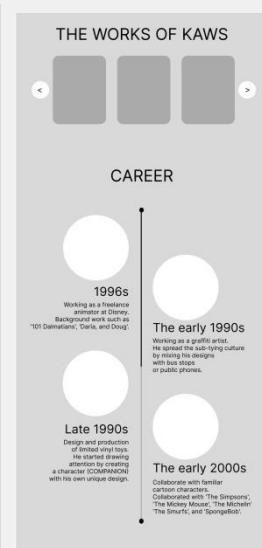 THE WORKS OF KAWS
<
>
CAREER
1996s
Working as a freelance
animator at Disney.
Background work such as
'101 Dalmatians', 'Daria, and Doug'.
The early 1990s
Working as a graffiti artist.
He spread the sub-tying culture
by mixing his designs
with bus stops
or public phones.
Late 1990s
Design and production
of limited vinyl toys.
He started drawing
attention by creating
a character (COMPANION)
with his own unique design.
The early 2000s
Collaborate with familiar
cartoon characters.
Collaborated with 'The Simpsons',
'The Mickey Mouse', 'The Michelin'
'The Smurfs', and 'SpongeBob'.